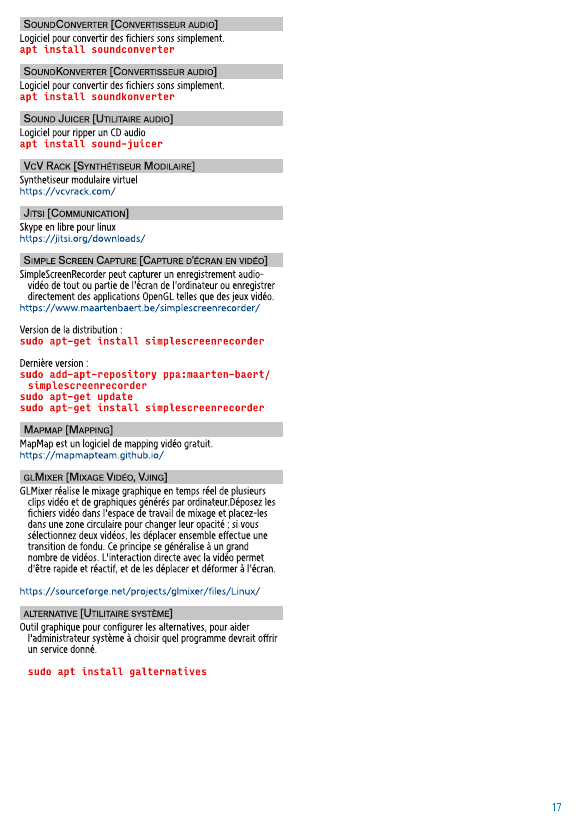 SoundConverter [Convertisseur audio]
Logiciel pour convertir des fichiers sons simplement.
apt install soundconverter
SoundKonverter [Convertisseur audio]
Logiciel pour convertir des fichiers sons simplement.
apt install soundkonverter
Sound Juicer [Utilitaire audio]
Logiciel pour ripper un CD audio
apt install sound-juicer
VcV Rack [Synthétiseur Modilaire]
Synthetiseur modulaire virtuel
https://vcvrack.com/
Jitsi [Communication]
Skype en libre pour linux
https://jitsi.org/downloads/
Simple Screen Capture [Capture d'écran en vidéo]
SimpleScreenRecorder peut capturer un enregistrement audio-
vidéo de tout ou partie de l'écran de l'ordinateur ou enregistrer
directement des applications OpenGL telles que des jeux vidéo.
https://www.maartenbaert.be/simplescreenrecorder/
Version de la distribution :
sudo apt-get install simplescreenrecorder
Dernière version :
sudo add-apt-repository ppa:maarten-baert/
simplescreenrecorder
sudo apt-get update
sudo apt-get install simplescreenrecorder
Mapmap [Mapping]
MapMap est un logiciel de mapping vidéo gratuit.
https://mapmapteam.github.io/
glMixer [Mixage Vidéo, Vjing]
GLMixer réalise le mixage graphique en temps réel de plusieurs
clips vidéo et de graphiques générés par ordinateur.Déposez les
fichiers vidéo dans l'espace de travail de mixage et placez-les
dans une zone circulaire pour changer leur opacité ; si vous
sélectionnez deux vidéos, les déplacer ensemble effectue une
transition de fondu. Ce principe se généralise à un grand
nombre de vidéos. L'interaction directe avec la vidéo permet
d'être rapide et réactif, et de les déplacer et déformer à l'écran.
https://sourceforge.net/projects/glmixer/files/Linux/
alternative [Utilitaire système]
Outil graphique pour configurer les alternatives, pour aider
l'administrateur système à choisir quel programme devrait offrir
un service donné.
sudo apt install galternatives
17